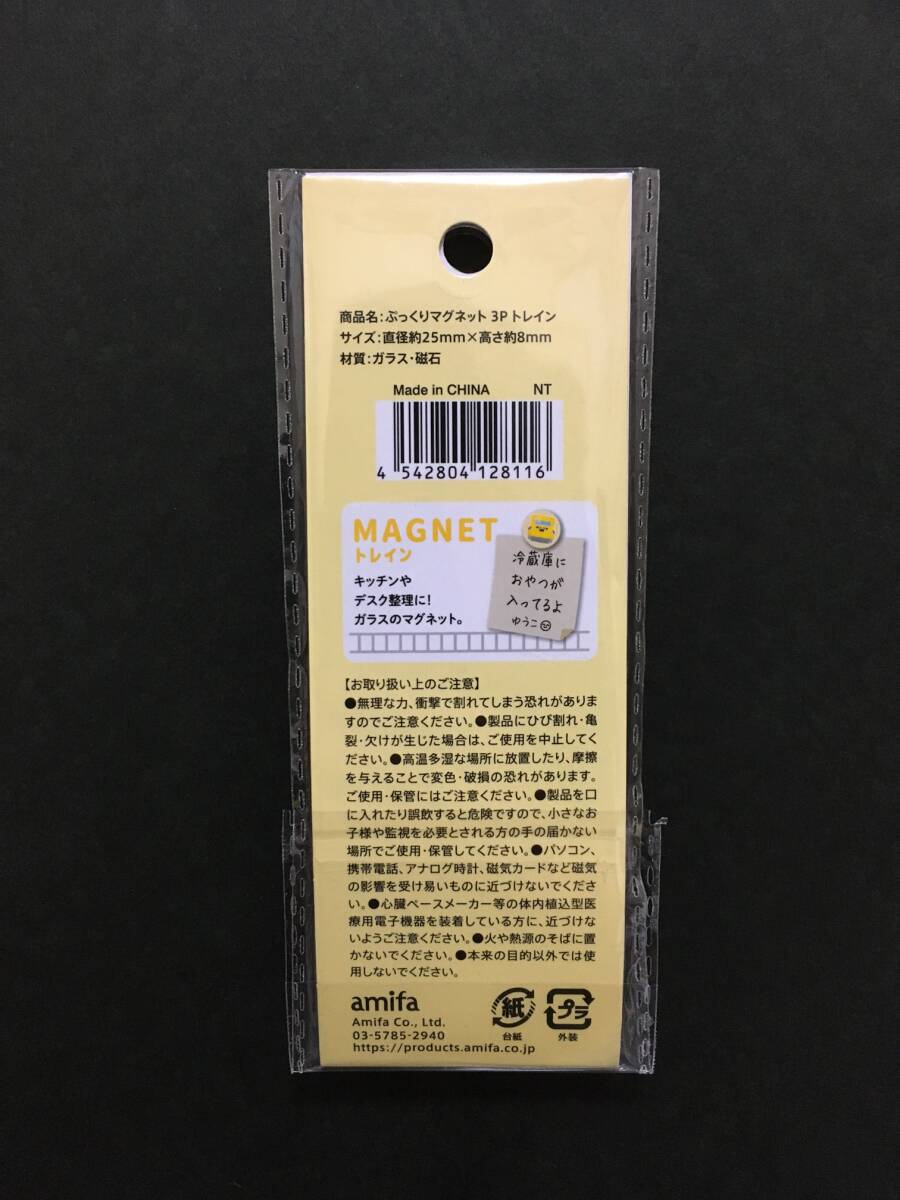 商品名:ぷっくりマグネット 3P トレイン
サイズ:直径約25mm×高さ約8mm
材質:ガラス・磁石
Made in CHINA NT
4 542804 128116
MAGNET
トレイン
キッチンや
デスク整理に!
ガラスのマグネット。
冷蔵庫に
おやつが
入ってるよ
ゆうこ
【お取り扱い上のご注意】
●無理な力、衝撃で割れてしまう恐れがありま
すのでご注意ください。●製品にひび割れ・亀
裂・欠けが生じた場合は、ご使用を中止してく
ださい。●高温多湿な場所に放置したり、摩擦
を与えることで変色・破損の恐れがあります。
ご使用・保管にはご注意ください。●製品を口
に入れたり誤飲すると危険ですので、小さなお
子様や監視を必要とされる方の手の届かない
場所でご使用・保管してください。●パソコン、
携帯電話、アナログ時計、磁気カードなど磁気
の影響を受け易いものに近づけないでくださ
い。●心臓ペースメーカー等の体内植込型医
療用電子機器を装着している方に、近づけな
いようご注意ください。●火や熱源のそばに置
かないでください。●本来の目的以外では使
用しないでください。
amifa
Amifa Co., Ltd.
03-5785-2940
https://products.amifa.co.jp
紙
台紙
プラ
外装